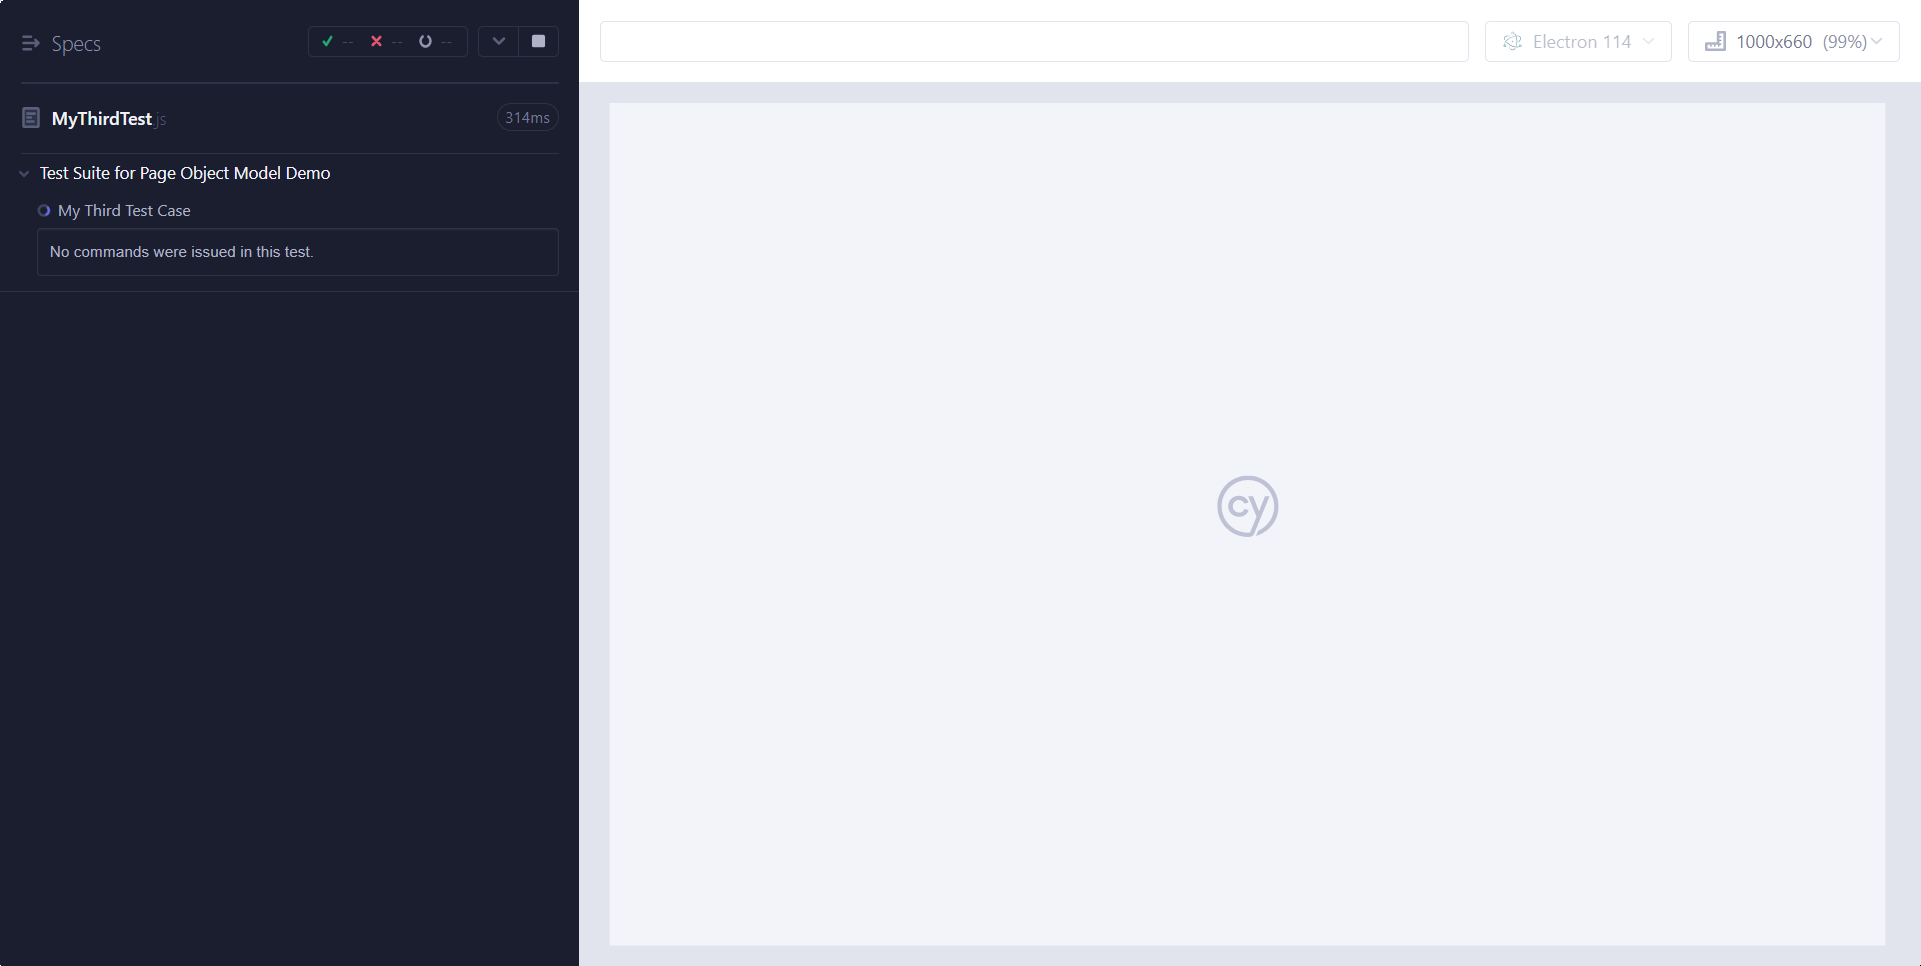 Specs -- -- --
Electron 114 1000x660 (99%)
MyThirdTest.js 314ms
Test Suite for Page Object Model Demo
My Third Test Case
No commands were issued in this test.
cy